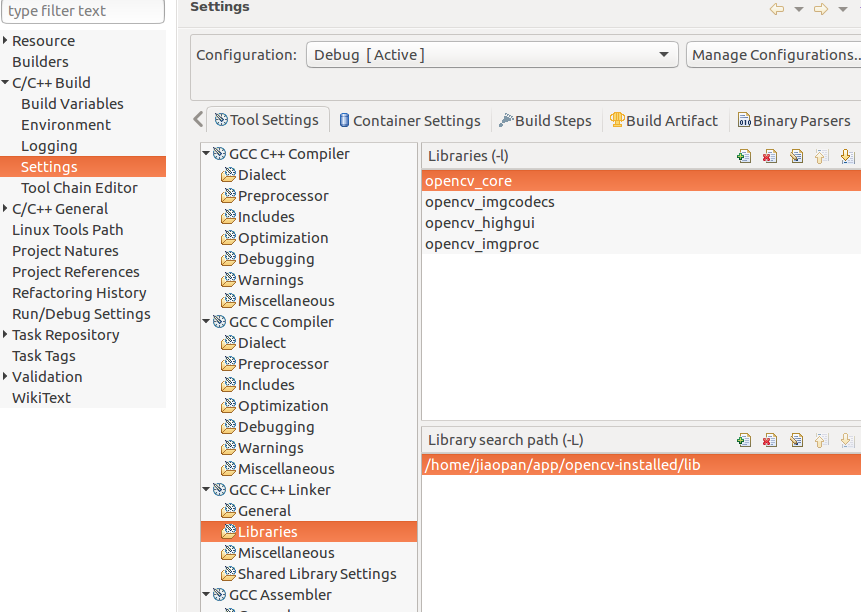 type filter text
Resource
Builders
C/C++ Build
Build Variables
Environment
Logging
Settings
Tool Chain Editor
C/C++ General
Linux Tools Path
Project Natures
Project References
Refactoring History
Run/Debug Settings
Task Repository
Task Tags
Validation
WikiText
Settings
Configuration: Debug [Active] Manage Configurations..
Tool Settings Container Settings Build Steps Build Artifact Binary Parsers
GCC C++ Compiler
Dialect
Preprocessor
Includes
Optimization
Debugging
Warnings
Miscellaneous
GCC C Compiler
Dialect
Preprocessor
Includes
Optimization
Debugging
Warnings
Miscellaneous
GCC C++ Linker
General
Libraries
Miscellaneous
Shared Library Settings
GCC Assembler
Libraries (-l)
opencv_core
opencv_imgcodecs
opencv_highgui
opencv_imgproc
Library search path (-L)
/home/jiaopan/app/opencv-installed/lib